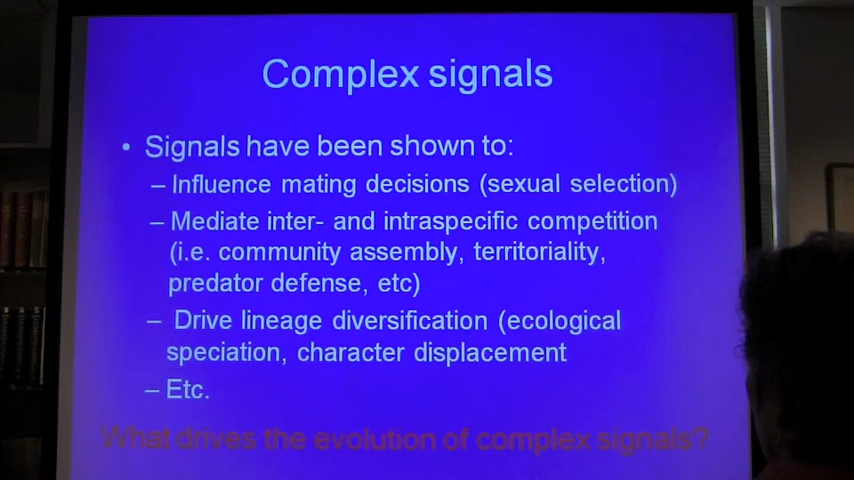 Complex signals
• Signals have been shown to:
– Influence mating decisions (sexual selection)
– Mediate inter- and intraspecific competition
(i.e. community assembly, territoriality,
predator defense, etc)
– Drive lineage diversification (ecological
speciation, character displacement
– Etc.
What drives the evolution of complex signals?